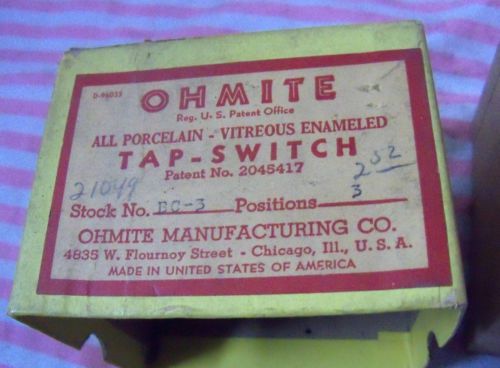 D-96033
OHMITE
Reg. U. S. Patent Office
ALL PORCELAIN - VITREOUS ENAMELED
TAP-SWITCH
Patent No. 2045417
21049
252
Stock No. BC-3 Positions 3
OHMITE MANUFACTURING CO.
4835 W. Flournoy Street - Chicago, Ill., U. S. A.
MADE IN UNITED STATES OF AMERICA